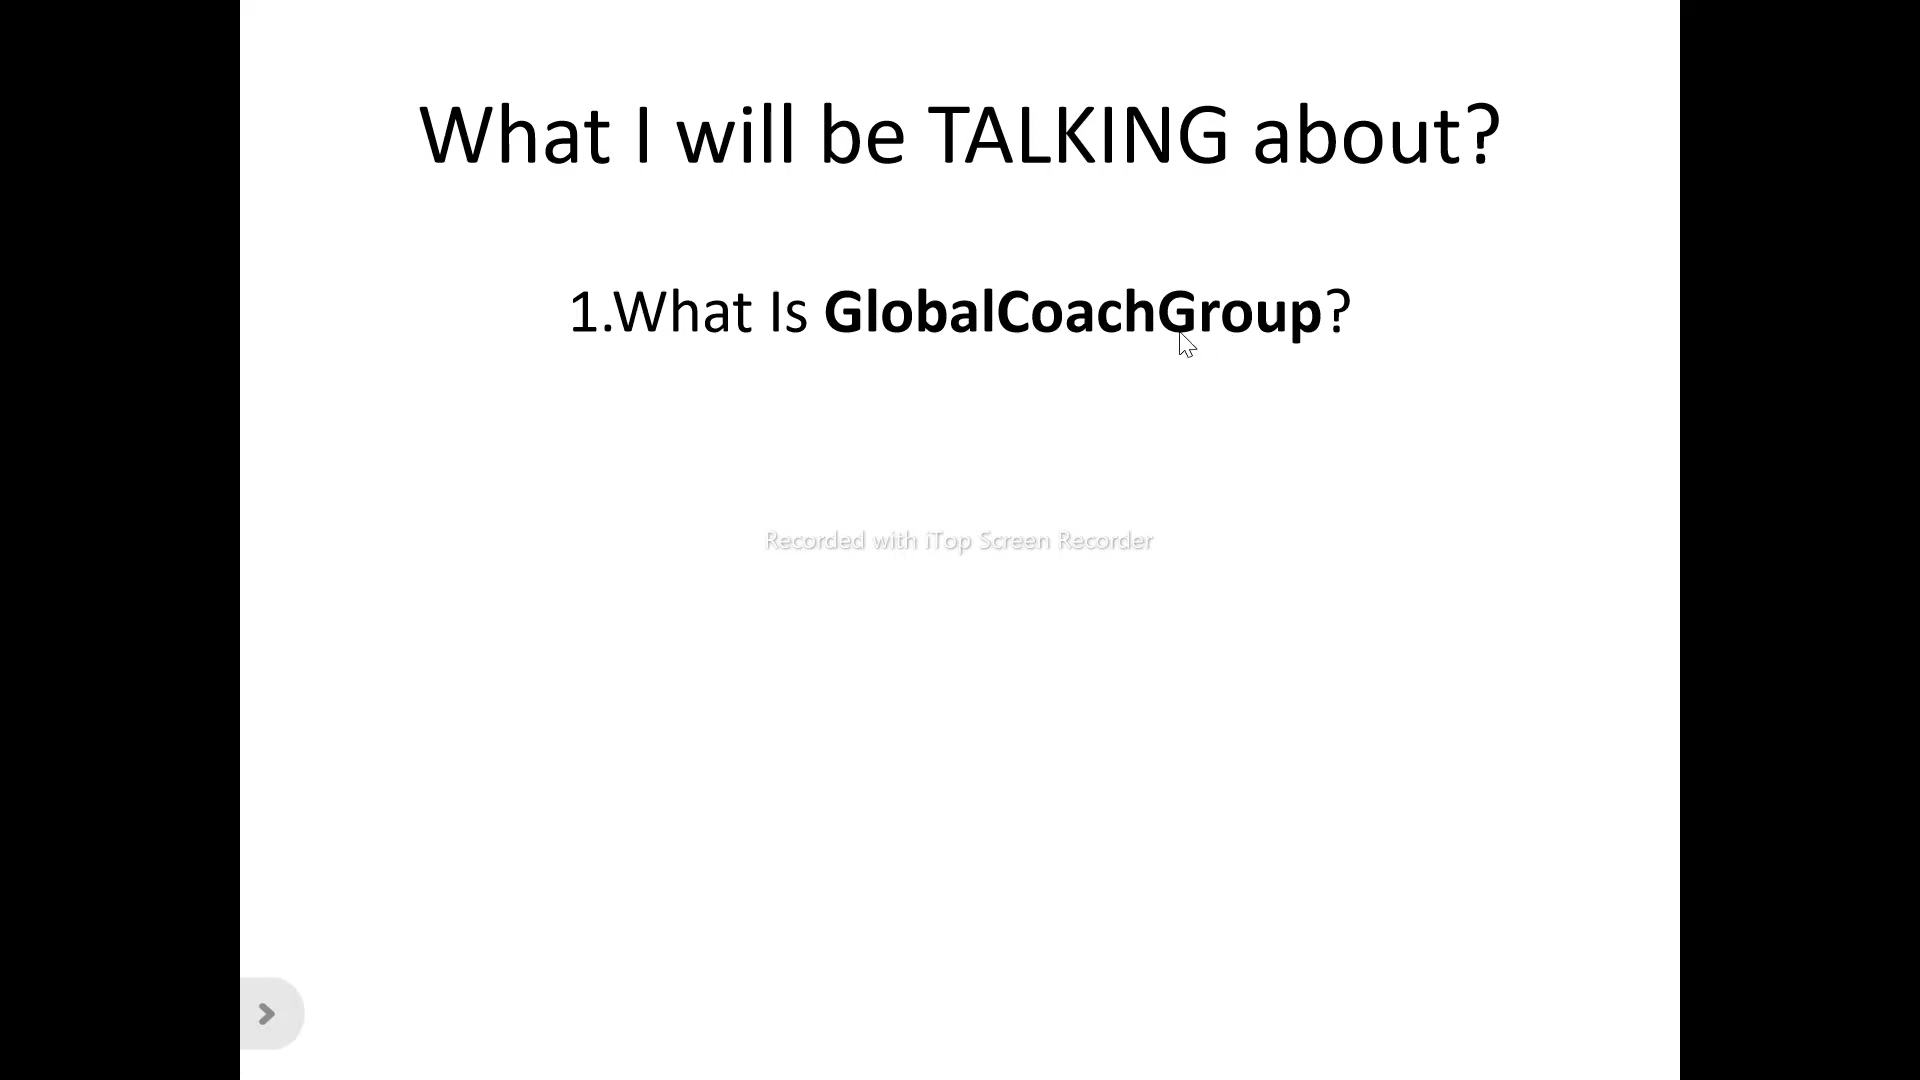 What I will be TALKING about?
1.What Is GlobalCoachGroup?
Recorded with iTop Screen Recorder